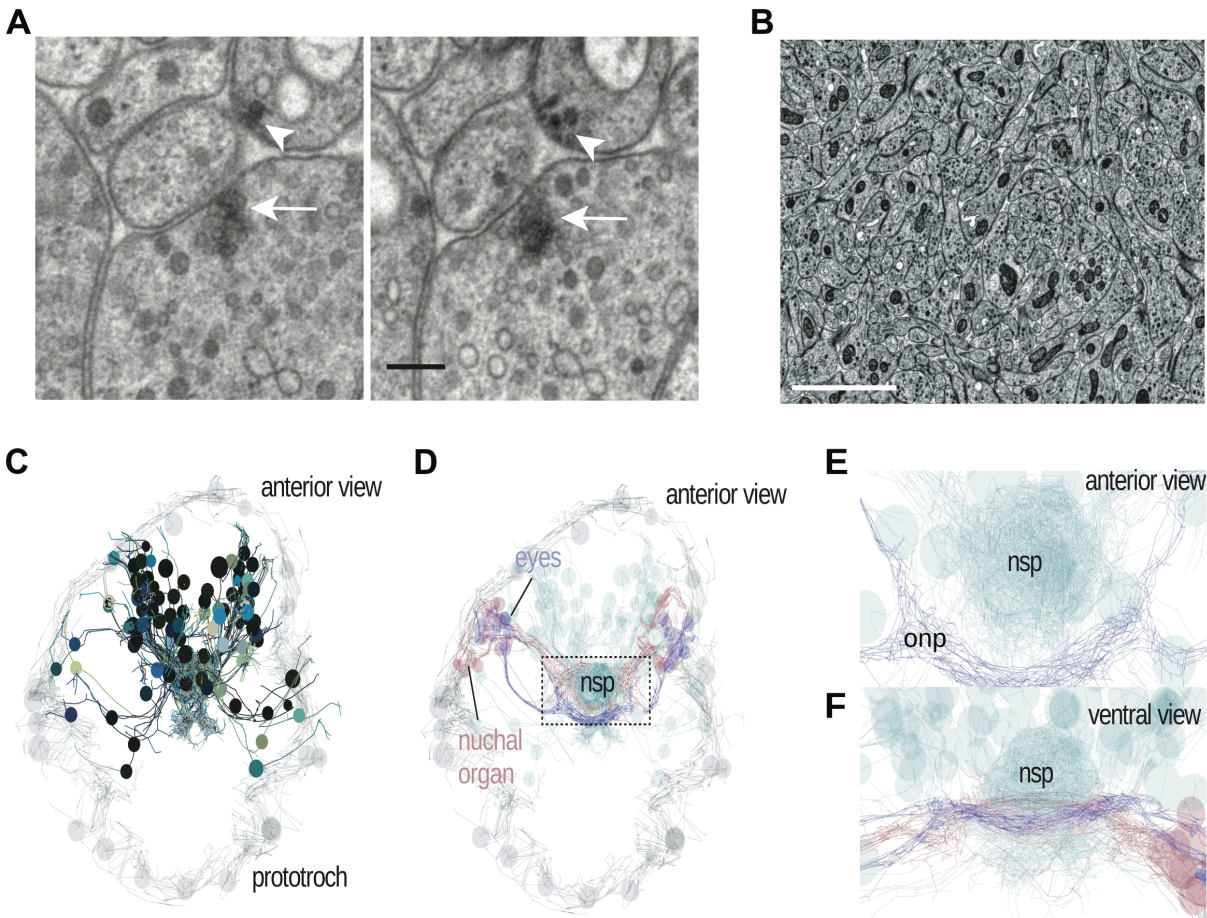 A
B
C
anterior view
prototroch
D
anterior view
eyes
nsp
nuchal
organ
E
anterior view
nsp
onp
F
ventral view
nsp